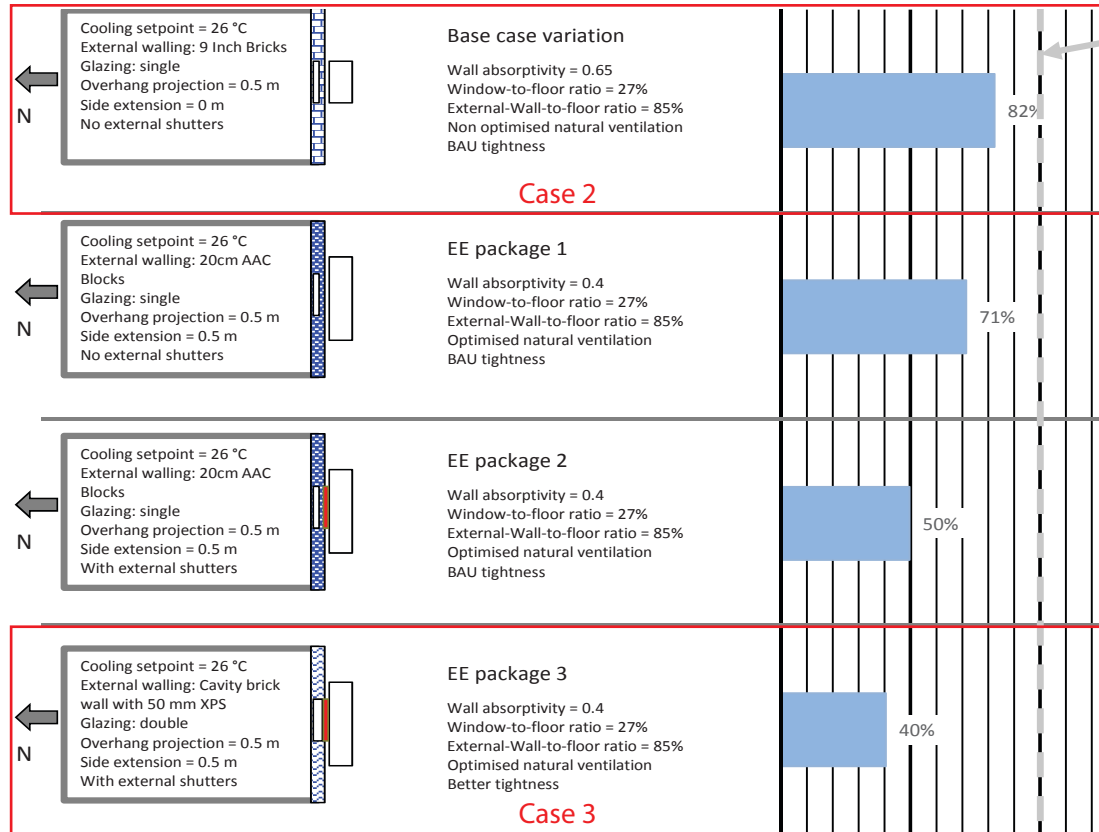 Cooling setpoint = 26 °C
External walling: 9 Inch Bricks
Glazing: single
Overhang projection = 0.5 m
Side extension = 0 m
No external shutters
N
Base case variation
Wall absorptivity = 0.65
Window-to-floor ratio = 27%
External-Wall-to-floor ratio = 85%
Non optimised natural ventilation
BAU tightness
82%
Case 2
Cooling setpoint = 26 °C
External walling: 20cm AAC
Blocks
Glazing: single
Overhang projection = 0.5 m
Side extension = 0.5 m
No external shutters
N
EE package 1
Wall absorptivity = 0.4
Window-to-floor ratio = 27%
External-Wall-to-floor ratio = 85%
Optimised natural ventilation
BAU tightness
71%
Cooling setpoint = 26 °C
External walling: 20cm AAC
Blocks
Glazing: single
Overhang projection = 0.5 m
Side extension = 0.5 m
With external shutters
N
EE package 2
Wall absorptivity = 0.4
Window-to-floor ratio = 27%
External-Wall-to-floor ratio = 85%
Optimised natural ventilation
BAU tightness
50%
Cooling setpoint = 26 °C
External walling: Cavity brick
wall with 50 mm XPS
Glazing: double
Overhang projection = 0.5 m
Side extension = 0.5 m
With external shutters
N
EE package 3
Wall absorptivity = 0.4
Window-to-floor ratio = 27%
External-Wall-to-floor ratio = 85%
Optimised natural ventilation
Better tightness
40%
Case 3